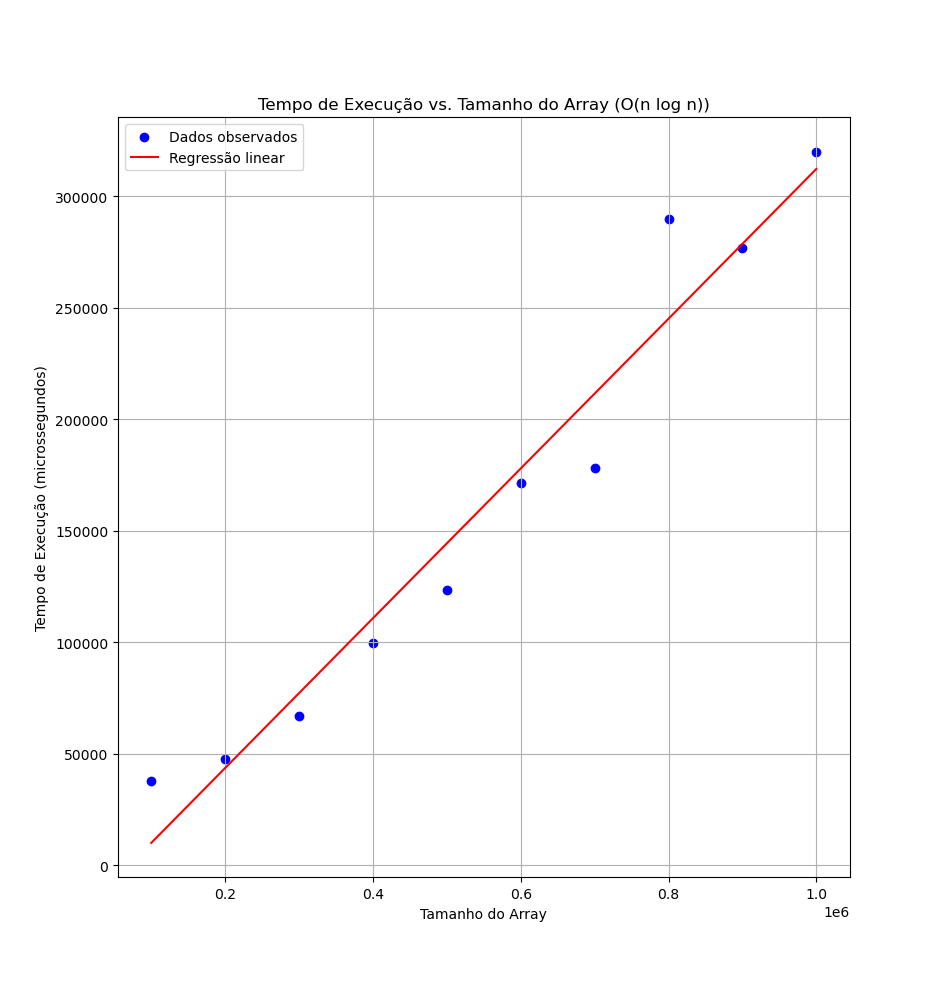 Tempo de Execução vs. Tamanho do Array (O(n log n))
Dados observados
Regressão linear
300000
250000
200000
150000
100000
50000
0
Tempo de Execução (microssegundos)
0.2 0.4 0.6 0.8 1.0
1e6
Tamanho do Array